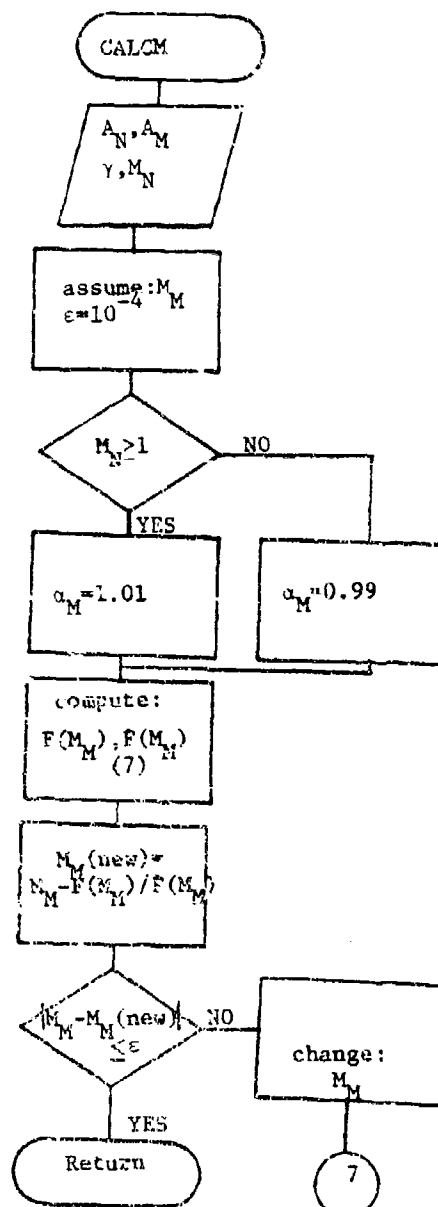 CALCM
A_N,A_M
γ,M_N
assume:M_M
ε=10^-4
M_N≥1
NO
YES
α_M=1.01
α_M=0.99
compute:
F(M_M),F(M_M)
(7)
M_M(new)=
M_M-F(M_M)/F(M_M)
|M_M-M_M(new)|
≤ε
NO
change:
M_M
YES
Return
7